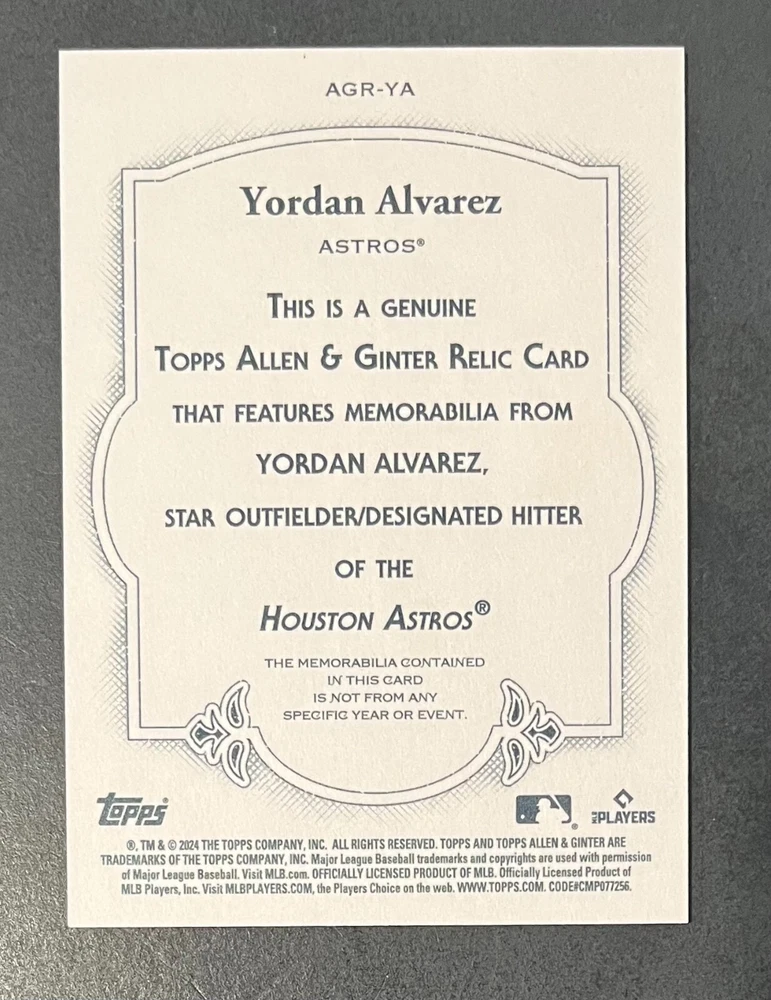 AGR-YA
Yordan Alvarez
ASTROS®
THIS IS A GENUINE
TOPPS ALLEN & GINTER RELIC CARD
THAT FEATURES MEMORABILIA FROM
YORDAN ALVAREZ,
STAR OUTFIELDER/DESIGNATED HITTER
OF THE
HOUSTON ASTROS®
THE MEMORABILIA CONTAINED
IN THIS CARD
IS NOT FROM ANY
SPECIFIC YEAR OR EVENT.
topps®
MLB PLAYERS
®, TM & © 2024 THE TOPPS COMPANY, INC. ALL RIGHTS RESERVED. TOPPS AND TOPPS ALLEN & GINTER ARE
TRADEMARKS OF THE TOPPS COMPANY, INC. Major League Baseball trademarks and copyrights are used with permission
of Major League Baseball. Visit MLB.com. OFFICIALLY LICENSED PRODUCT OF MLB. Officially Licensed Product of
MLB Players, Inc. Visit MLBPLAYERS.COM, the Players Choice on the web. WWW.TOPPS.COM. CODE#CMP077256.